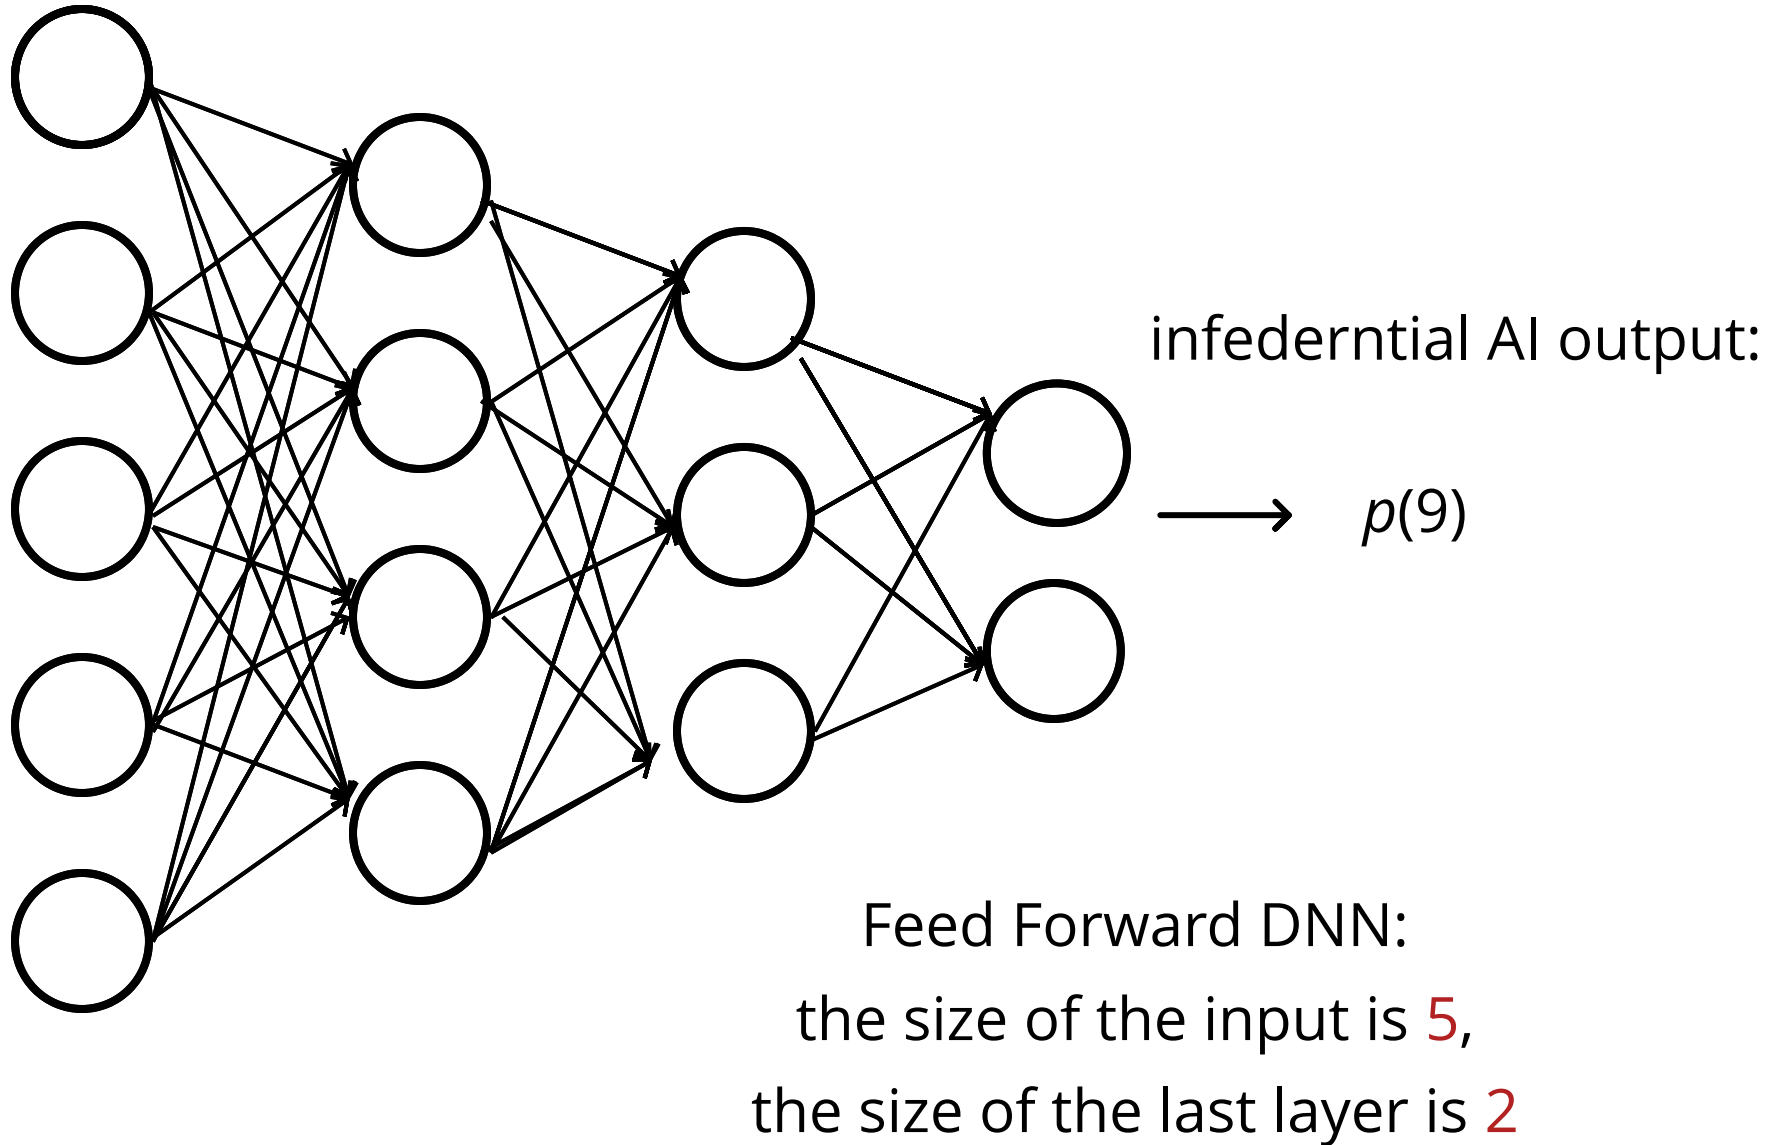 infederntial AI output:
p(9)
Feed Forward DNN:
the size of the input is 5,
the size of the last layer is 2